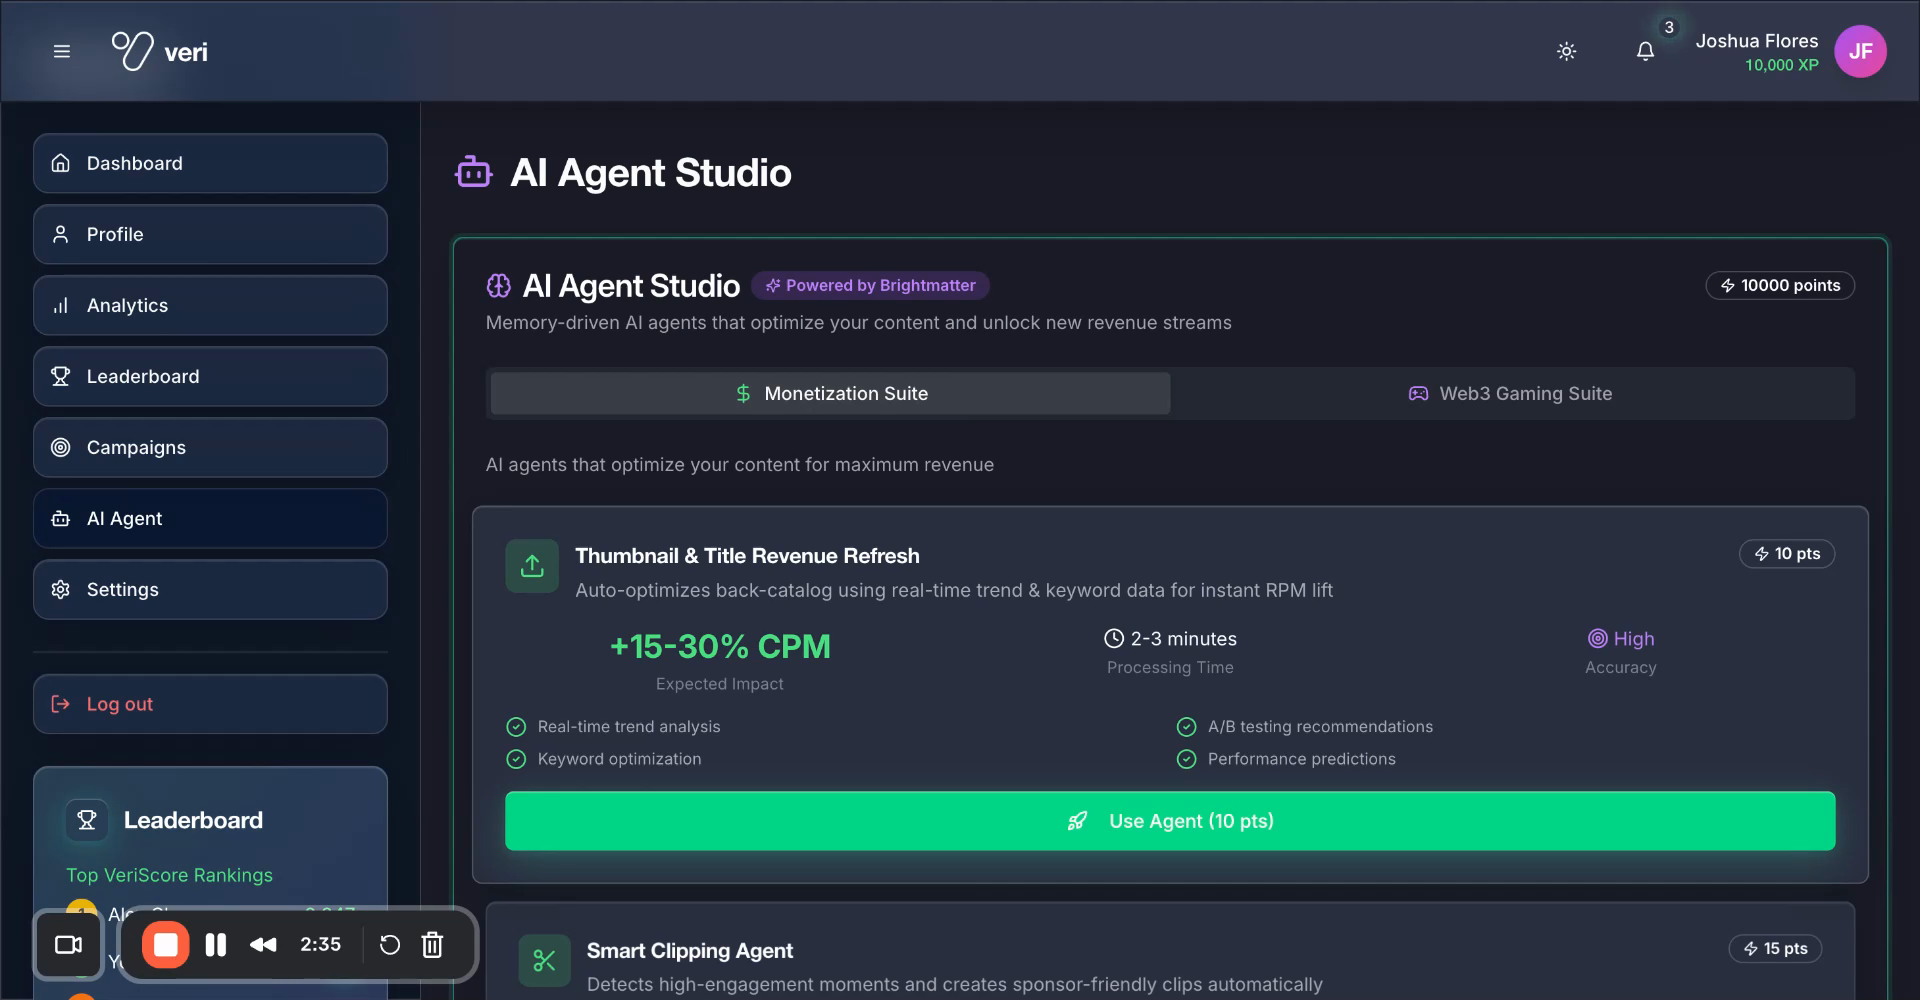 veri
3
Joshua Flores
10,000 XP
JF
Dashboard
Profile
Analytics
Leaderboard
Campaigns
AI Agent
Settings
Log out
Leaderboard
Top VeriScore Rankings
2:35
AI Agent Studio
AI Agent Studio
Powered by Brightmatter
10000 points
Memory-driven AI agents that optimize your content and unlock new revenue streams
Monetization Suite
Web3 Gaming Suite
AI agents that optimize your content for maximum revenue
Thumbnail & Title Revenue Refresh
10 pts
Auto-optimizes back-catalog using real-time trend & keyword data for instant RPM lift
+15-30% CPM
Expected Impact
2-3 minutes
Processing Time
High
Accuracy
Real-time trend analysis
A/B testing recommendations
Keyword optimization
Performance predictions
Use Agent (10 pts)
Smart Clipping Agent
15 pts
Detects high-engagement moments and creates sponsor-friendly clips automatically